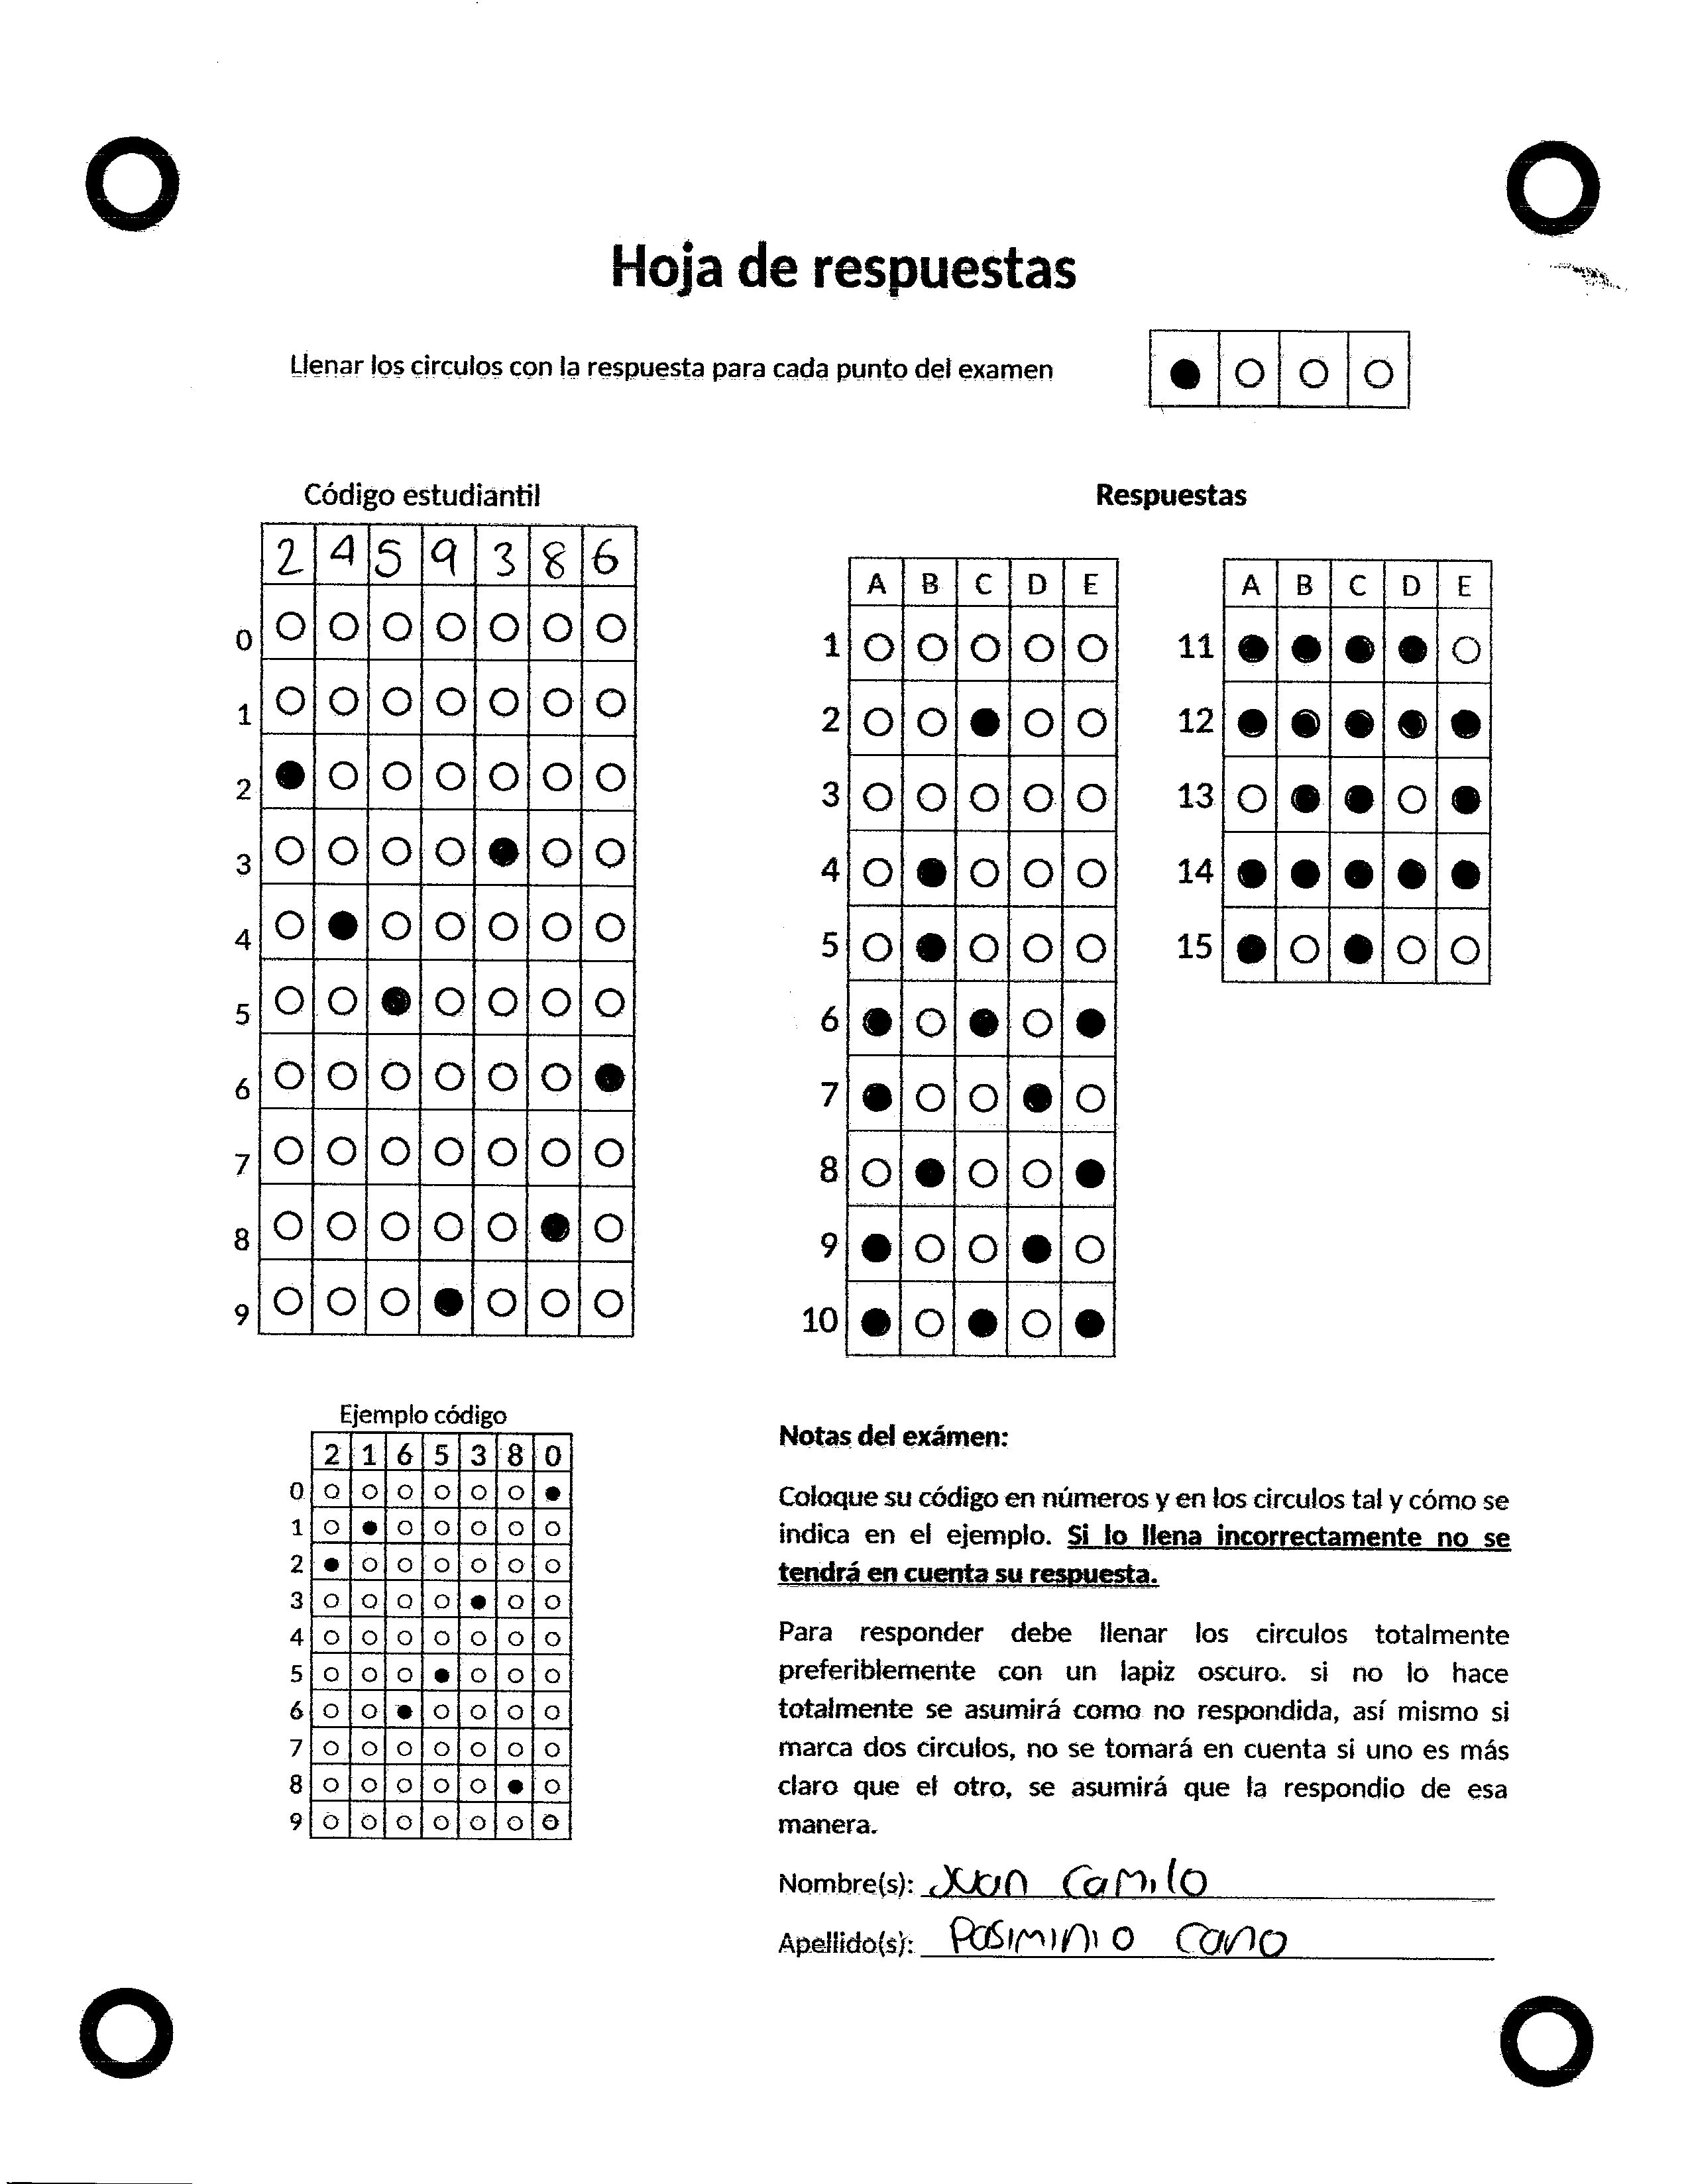 Hoja de respuestas
Llenar los circulos con la respuesta para cada punto del examen
Código estudiantil
2 4 5 9 3 8 6
0
1
2
3
4
5
6
7
8
9
Respuestas
A B C D E
1
2
3
4
5
6
7
8
9
10
A B C D E
11
12
13
14
15
Ejemplo código
2 1 6 5 3 8 0
0
1
2
3
4
5
6
7
8
9
Notas del exámen:
Coloque su código en números y en los circulos tal y cómo se
indica en el ejemplo. Si lo llena incorrectamente no se
tendrá en cuenta su respuesta.
Para responder debe llenar los circulos totalmente
preferiblemente con un lapiz oscuro. si no lo hace
totalmente se asumirá como no respondida, así mismo si
marca dos circulos, no se tomará en cuenta si uno es más
claro que el otro, se asumirá que la respondio de esa
manera.
Nombre(s): Juan Camilo
Apellido(s): Posiminio Cano